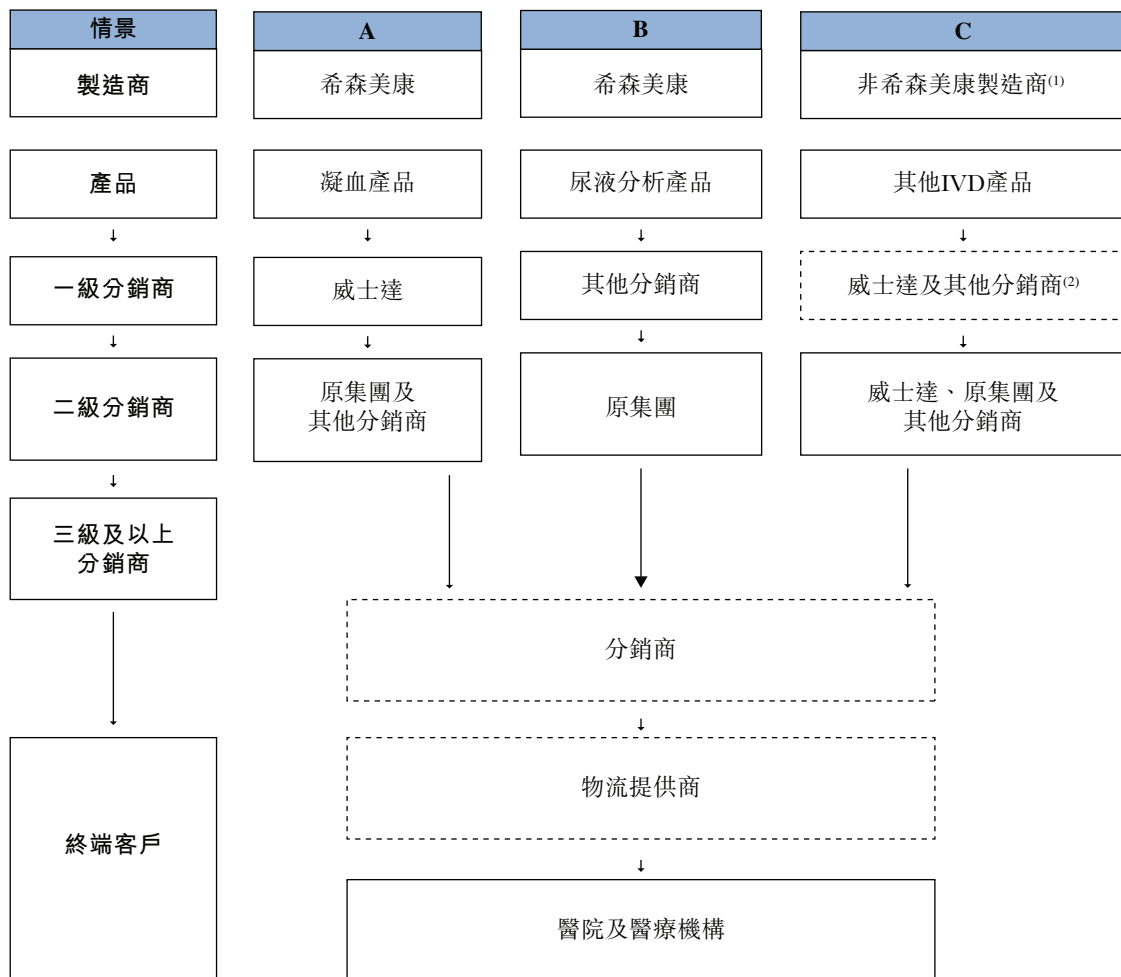 情景
A
B
C
製造商
希森美康
希森美康
非希森美康製造商(1)
產品
凝血產品
尿液分析產品
其他IVD產品
↓
↓
↓
↓
一級分銷商
威士達
其他分銷商
威士達及其他分銷商(2)
↓
↓
↓
↓
二級分銷商
原集團及
其他分銷商
原集團
威士達、原集團及
其他分銷商
↓
三級及以上
分銷商
分銷商
↓
物流提供商
終端客戶
↓
醫院及醫療機構